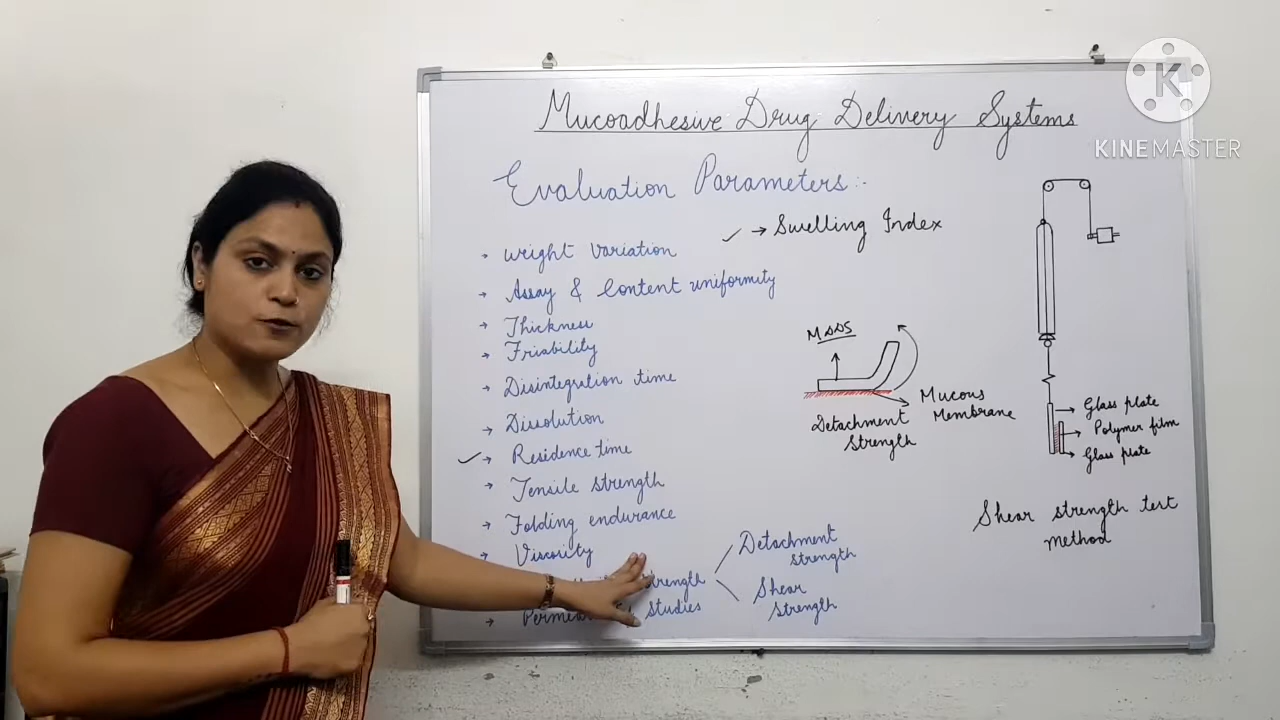 K
KINEMASTER
Mucoadhesive Drug Delivery Systems
Evaluation Parameters:-
→ Weight Variation
✓ → Swelling Index
→ Assay & Content uniformity
→ Thickness
→ Friability
→ Disintegration time
→ Dissolution
✓ → Residence time
→ Tensile strength
→ Folding endurance
→ Viscosity
strength
Detachment
strength
Shear
strength
→ studies
MDDS
Mucous
Membrane
Detachment
Strength
Glass plate
Polymer film
Glass plate
Shear strength test
method